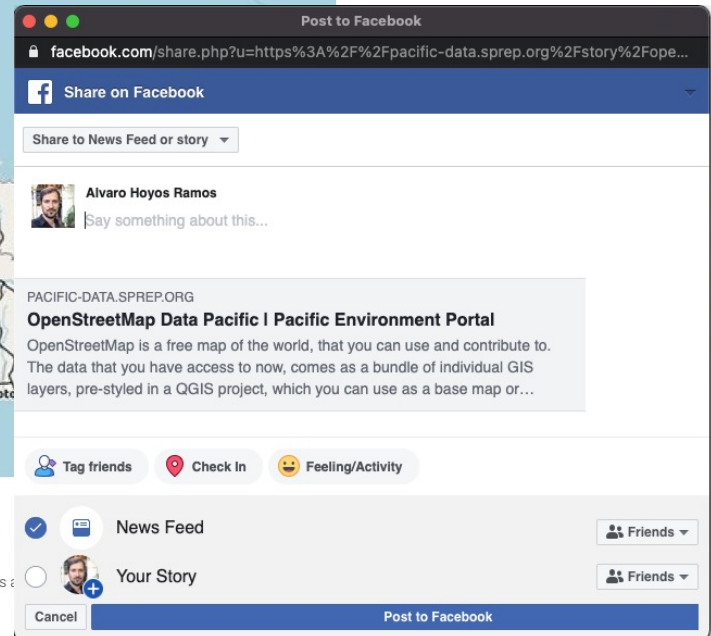 Post to Facebook
facebook.com/share.php?u=https%3A%2F%2Fpacific-data.sprep.org%2Fstory%2Fope...
Share on Facebook
Share to News Feed or story
Alvaro Hoyos Ramos
Say something about this...
PACIFIC-DATA.SPREP.ORG
OpenStreetMap Data Pacific | Pacific Environment Portal
OpenStreetMap is a free map of the world, that you can use and contribute to.
The data that you have access to now, comes as a bundle of individual GIS
layers, pre-styled in a QGIS project, which you can use as a base map or...
Tag friends Check In Feeling/Activity
News Feed Friends
Your Story Friends
Cancel Post to Facebook